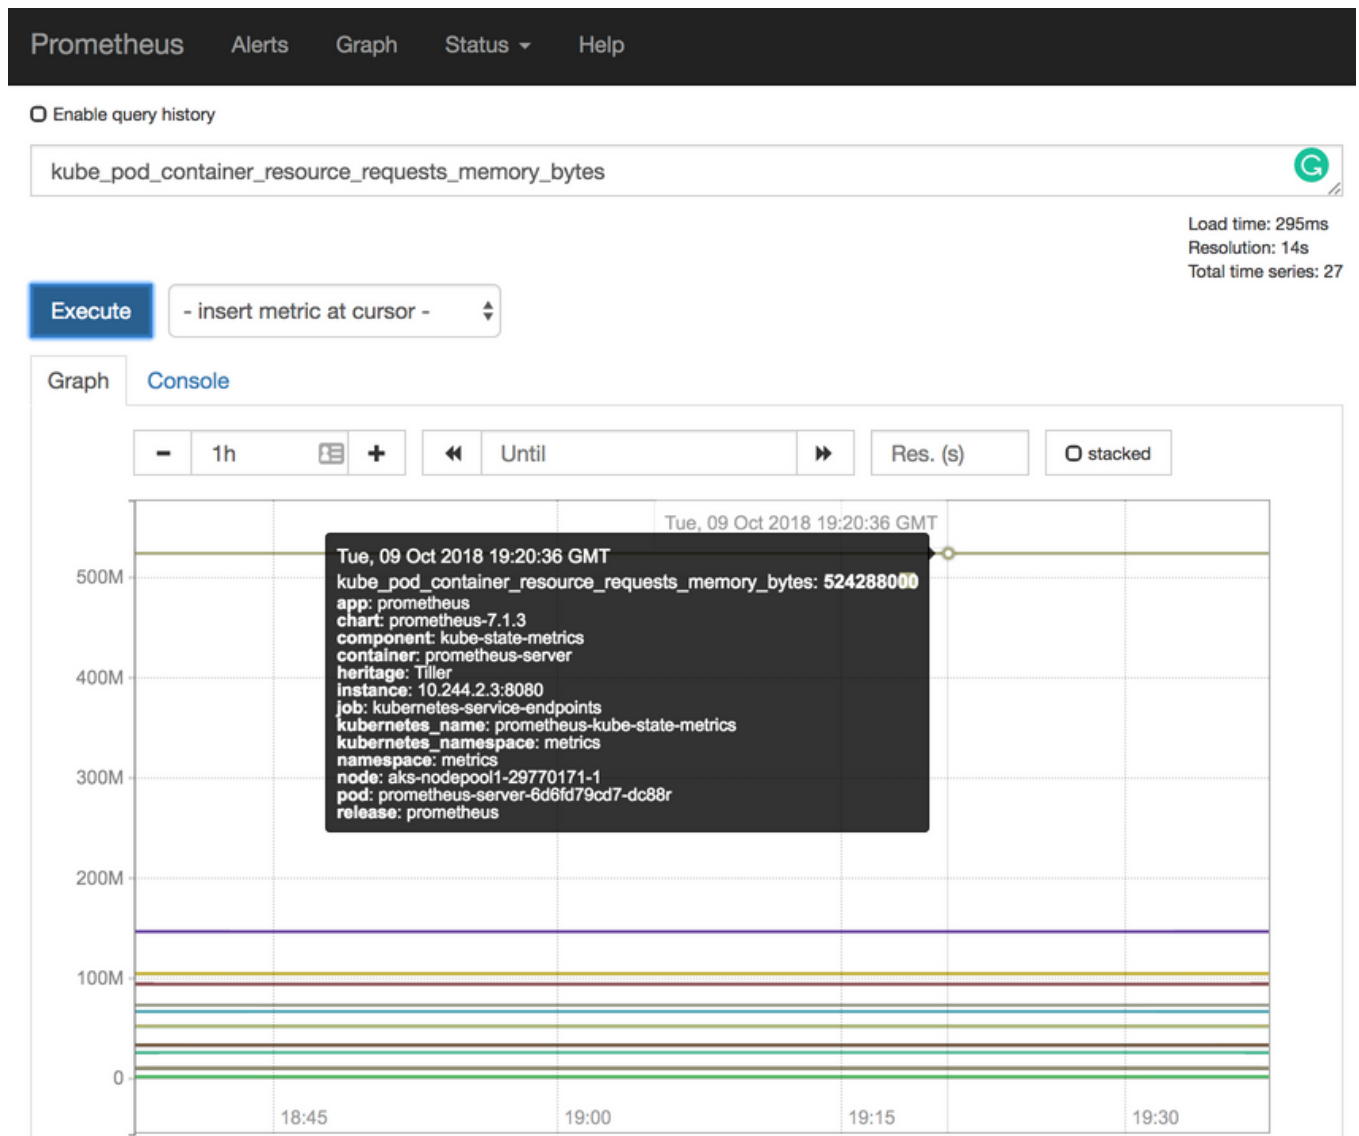 Prometheus Alerts Graph Status Help
Enable query history
kube_pod_container_resource_requests_memory_bytes
Load time: 295ms
Resolution: 14s
Total time series: 27
Execute - insert metric at cursor -
Graph Console
1h Until Res. (s) stacked
Tue, 09 Oct 2018 19:20:36 GMT
Tue, 09 Oct 2018 19:20:36 GMT
kube_pod_container_resource_requests_memory_bytes: 524288000
app: prometheus
chart: prometheus-7.1.3
component: kube-state-metrics
container: prometheus-server
heritage: Tiller
instance: 10.244.2.3:8080
job: kubernetes-service-endpoints
kubernetes_name: prometheus-kube-state-metrics
kubernetes_namespace: metrics
namespace: metrics
node: aks-nodepool1-29770171-1
pod: prometheus-server-6d6fd79cd7-dc88r
release: prometheus
500M
400M
300M
200M
100M
0
18:45 19:00 19:15 19:30